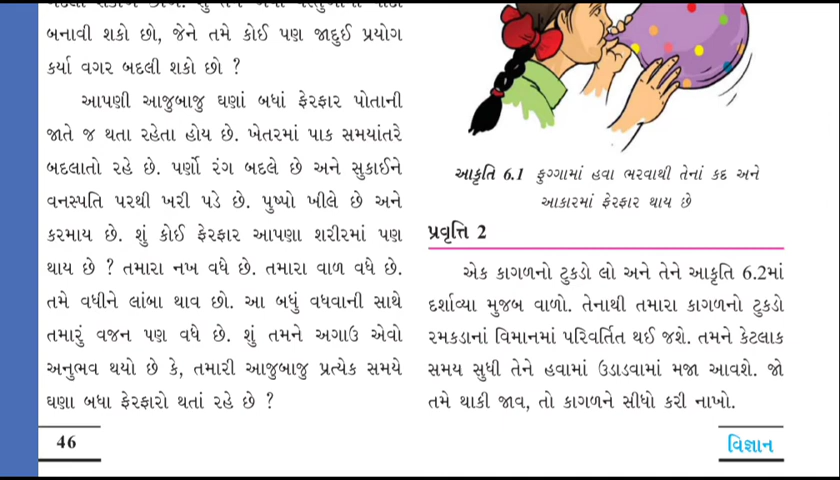 બનાવી શકો છો, જેને તમે કોઈ પણ જાદુઈ પ્રયોગ
કર્યા વગર બદલી શકો છો ?
આપણી આજુબાજુ ઘણાં બધાં ફેરફાર પોતાની
જાતે જ થતા રહેતા હોય છે. ખેતરમાં પાક સમયાંતરે
બદલાતો રહે છે. પર્ણો રંગ બદલે છે અને સુકાઈને
વનસ્પતિ પરથી ખરી પડે છે. પુષ્પો ખીલે છે અને
કરમાય છે. શું કોઈ ફેરફાર આપણા શરીરમાં પણ
થાય છે ? તમારા નખ વધે છે. તમારા વાળ વધે છે.
તમે વધીને લાંબા થાવ છો. આ બધું વધવાની સાથે
તમારું વજન પણ વધે છે. શું તમને અગાઉ એવો
અનુભવ થયો છે કે, તમારી આજુબાજુ પ્રત્યેક સમયે
ઘણા બધા ફેરફારો થતાં રહે છે ?
46
આકૃતિ 6.1 ફુગ્ગામાં હવા ભરવાથી તેનાં કદ અને
આકારમાં ફેરફાર થાય છે
પ્રવૃત્તિ 2
એક કાગળનો ટુકડો લો અને તેને આકૃતિ 6.2માં
દર્શાવ્યા મુજબ વાળો. તેનાથી તમારા કાગળનો ટુકડો
રમકડાનાં વિમાનમાં પરિવર્તિત થઈ જશે. તમને કેટલાક
સમય સુધી તેને હવામાં ઉડાડવામાં મજા આવશે. જો
તમે થાકી જાવ, તો કાગળને સીધો કરી નાખો.
વિજ્ઞાન